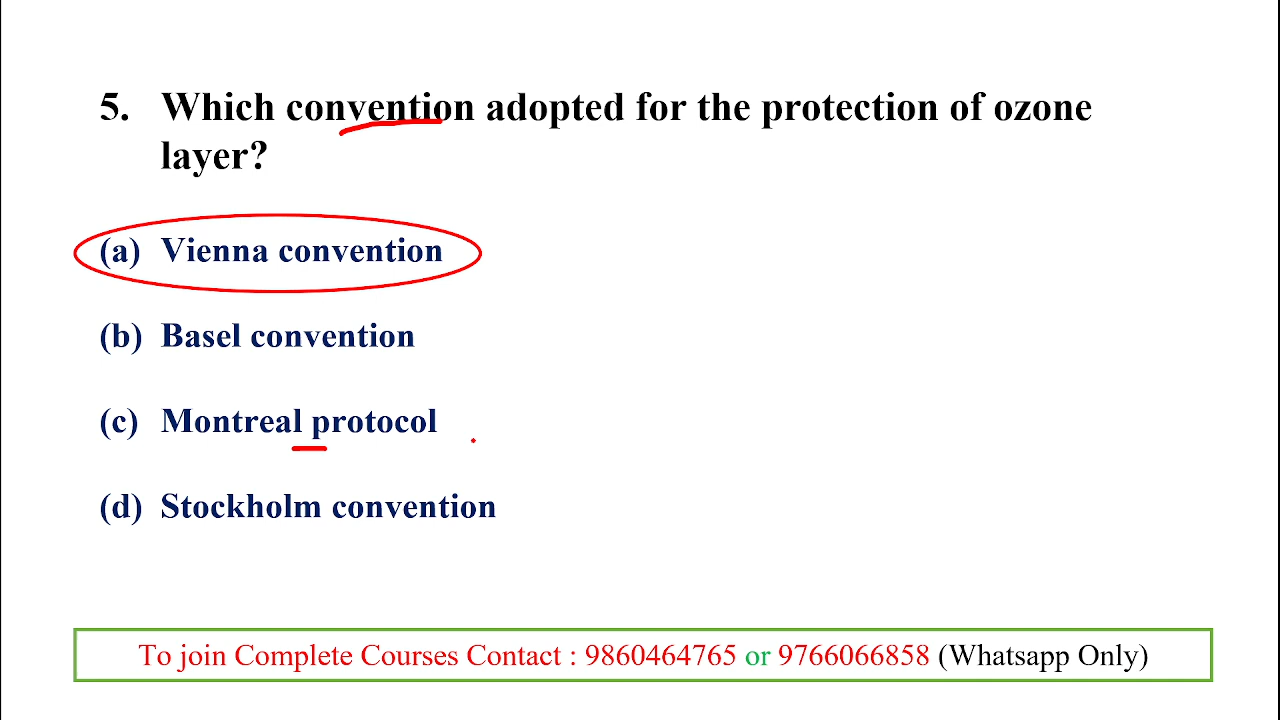 5. Which convention adopted for the protection of ozone
layer?
(a) Vienna convention
(b) Basel convention
(c) Montreal protocol
(d) Stockholm convention
To join Complete Courses Contact : 9860464765 or 9766066858 (Whatsapp Only)